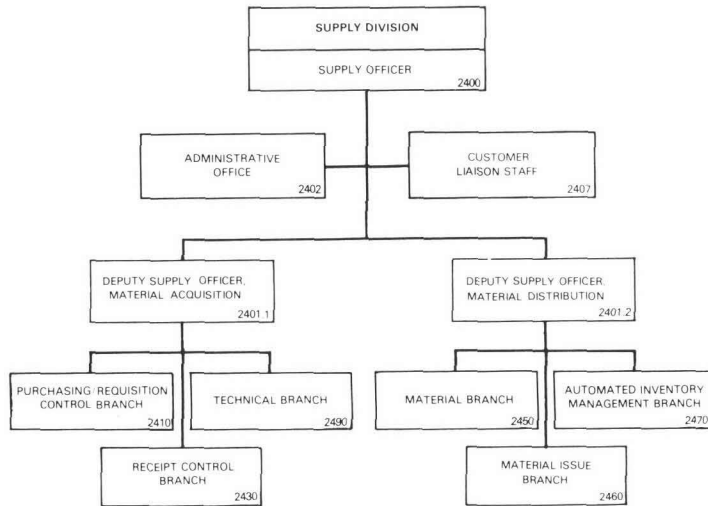 SUPPLY DIVISION
SUPPLY OFFICER
2400
ADMINISTRATIVE
OFFICE
2402
CUSTOMER
LIAISON STAFF
2407
DEPUTY SUPPLY OFFICER,
MATERIAL ACQUISITION
2401.1
DEPUTY SUPPLY OFFICER,
MATERIAL DISTRIBUTION
2401.2
PURCHASING/REQUISITION
CONTROL BRANCH
2410
TECHNICAL BRANCH
2490
MATERIAL BRANCH
2450
AUTOMATED INVENTORY
MANAGEMENT BRANCH
2470
RECEIPT CONTROL
BRANCH
2430
MATERIAL ISSUE
BRANCH
2460